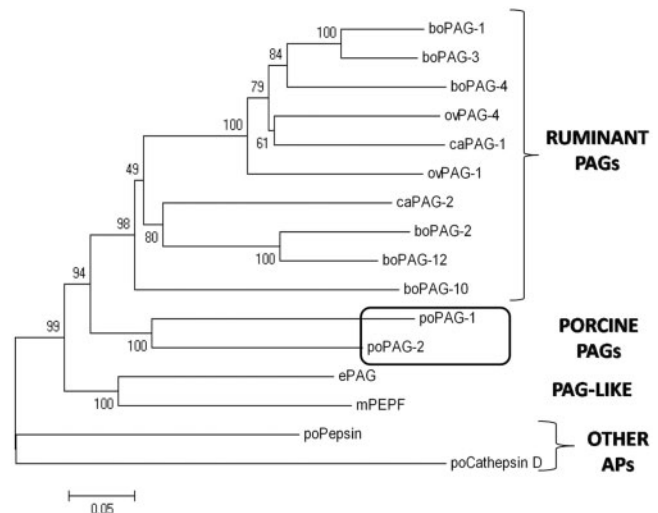 boPAG-1
100
boPAG-3
84
boPAG-4
79
ovPAG-4
100
caPAG-1
61
ovPAG-1
RUMINANT
PAGs
49
caPAG-2
boPAG-2
98
80
100
boPAG-12
94
boPAG-10
99
poPAG-1
100
poPAG-2
PORCINE
PAGs
ePAG
100
mPEPF
PAG-LIKE
poPepsin
poCathepsin D
OTHER
APs
0.05